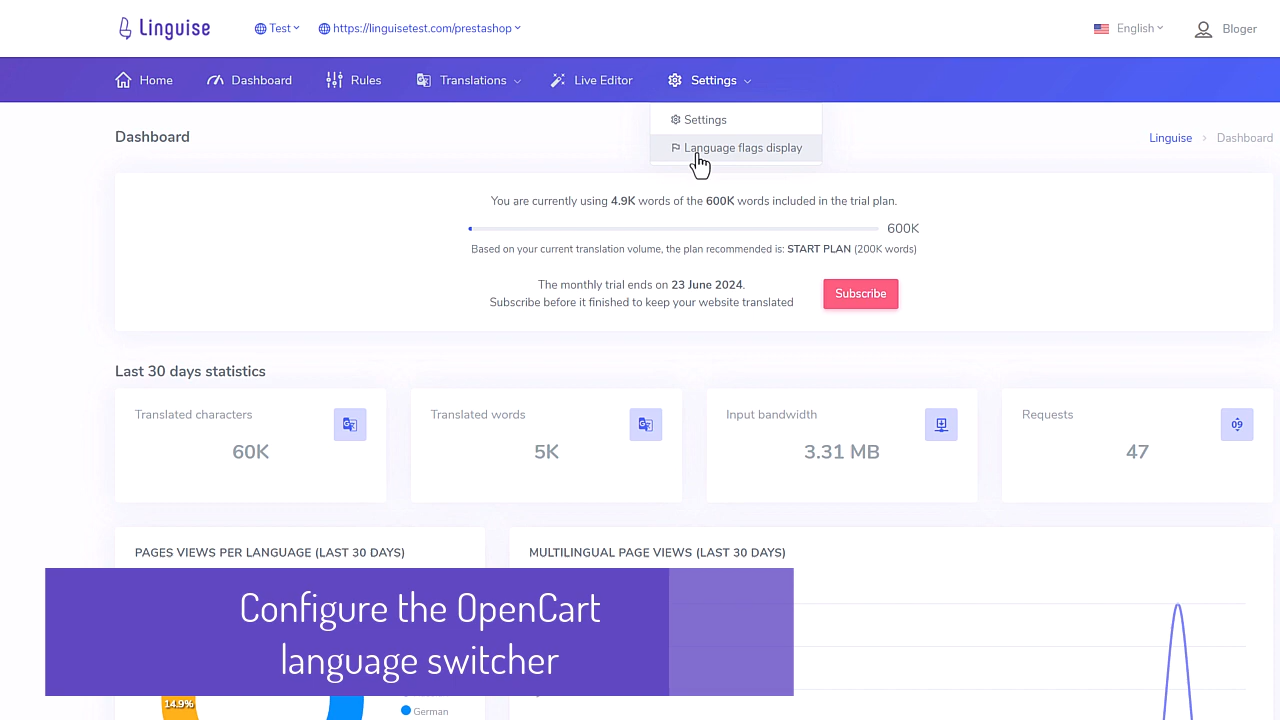 Linguise
Test
https://linguisetest.com/prestashop
English
Bloger
Home
Dashboard
Rules
Translations
Live Editor
Settings
Settings
Language flags display
Dashboard
Linguise > Dashboard
You are currently using 4.9K words of the 600K words included in the trial plan.
600K
Based on your current translation volume, the plan recommended is: START PLAN (200K words)
The monthly trial ends on 23 June 2024.
Subscribe before it finished to keep your website translated
Subscribe
Last 30 days statistics
Translated characters
60K
Translated words
5K
Input bandwidth
3.31 MB
Requests
09
47
PAGES VIEWS PER LANGUAGE (LAST 30 DAYS)
MULTILINGUAL PAGE VIEWS (LAST 30 DAYS)
Configure the OpenCart
language switcher
14.9%
German